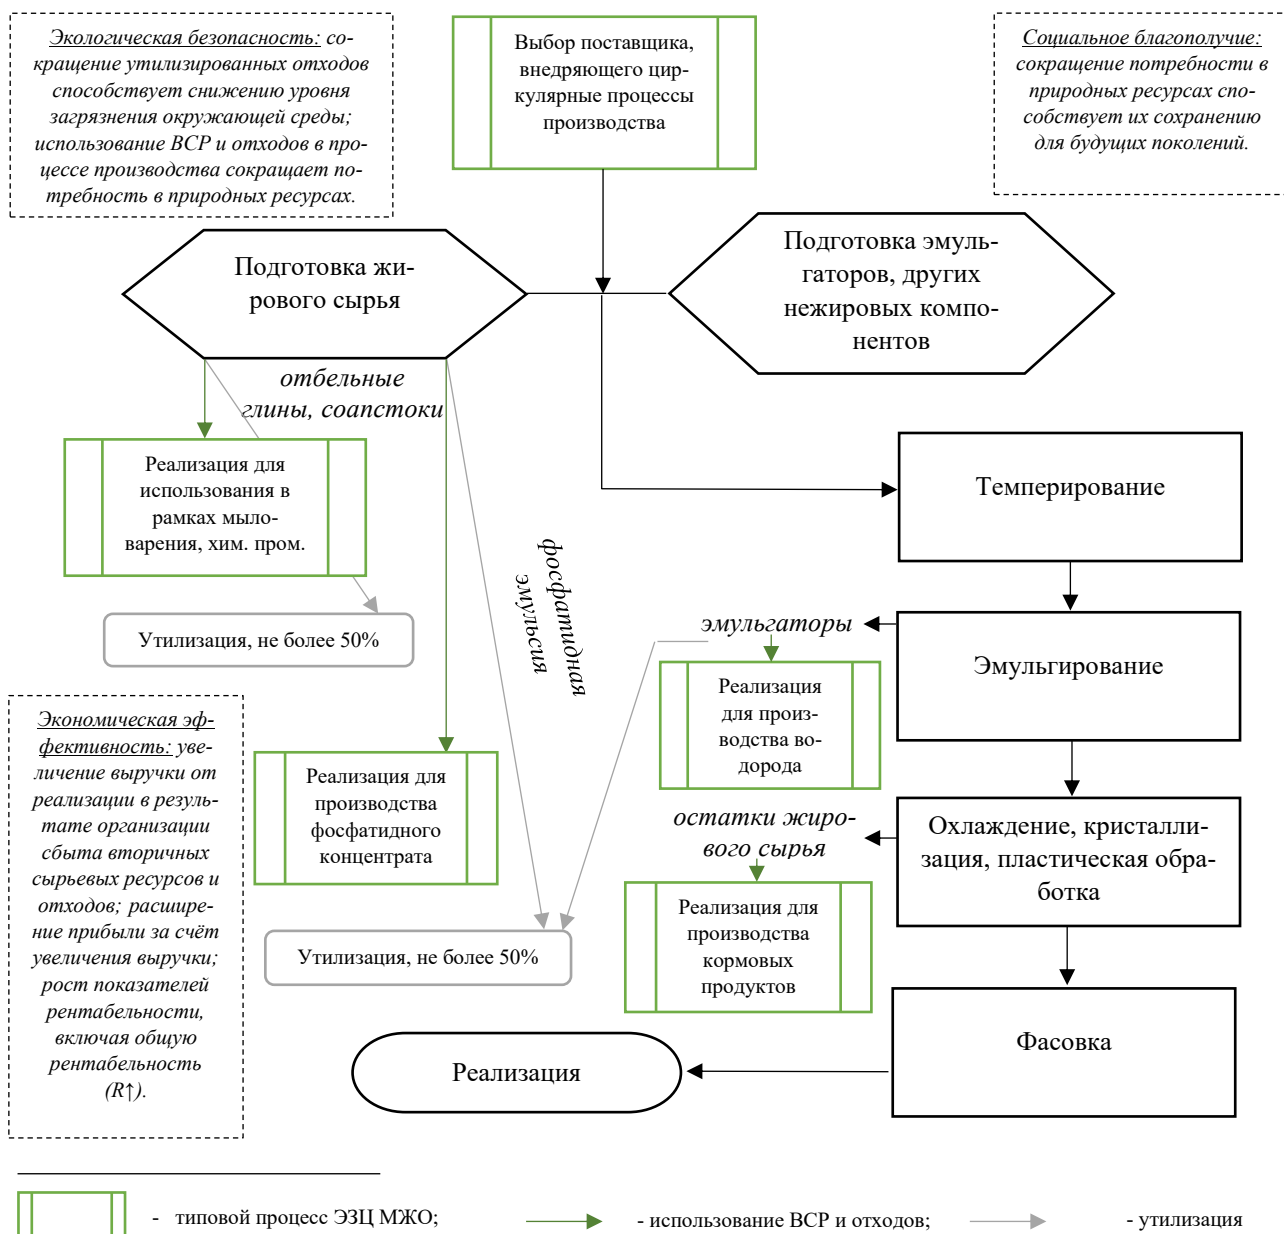 Экологическая безопасность: со-
кращение утилизированных отходов
способствует снижению уровня
загрязнения окружающей среды;
использование ВСР и отходов в про-
цессе производства сокращает по-
требность в природных ресурсах.
Выбор поставщика,
внедряющего цир-
кулярные процессы
производства
Социальное благополучие:
сокращение потребности в
природных ресурсах спо-
собствует их сохранению
для будущих поколений.
Подготовка жи-
рового сырья
Подготовка эмуль-
гаторов, других
нежировых компо-
нентов
отбельные
глины, соапстоки
Реализация для
использования в
рамках мыло-
варения, хим. пром.
Утилизация, не более 50%
фосфатидная
эмульсия
Темперирование
эмульгаторы
Эмульгирование
Реализация
для произ-
водства во-
дорода
Экономическая эф-
фективность: уве-
личение выручки от
реализации в резуль-
тате организации
сбыта вторичных
сырьевых ресурсов и
отходов; расшире-
ние прибыли за счёт
увеличения выручки;
рост показателей
рентабельности,
включая общую
рентабельность
(R↑).
Реализация для
производства
фосфатидного
концентрата
остатки жиро-
вого сырья
Охлаждение, кристалли-
зация, пластическая обра-
ботка
Реализация для
производства
кормовых
продуктов
Утилизация, не более 50%
Фасовка
Реализация
- типовой процесс ЭЗЦ МЖО;
- использование ВСР и отходов;
- утилизация